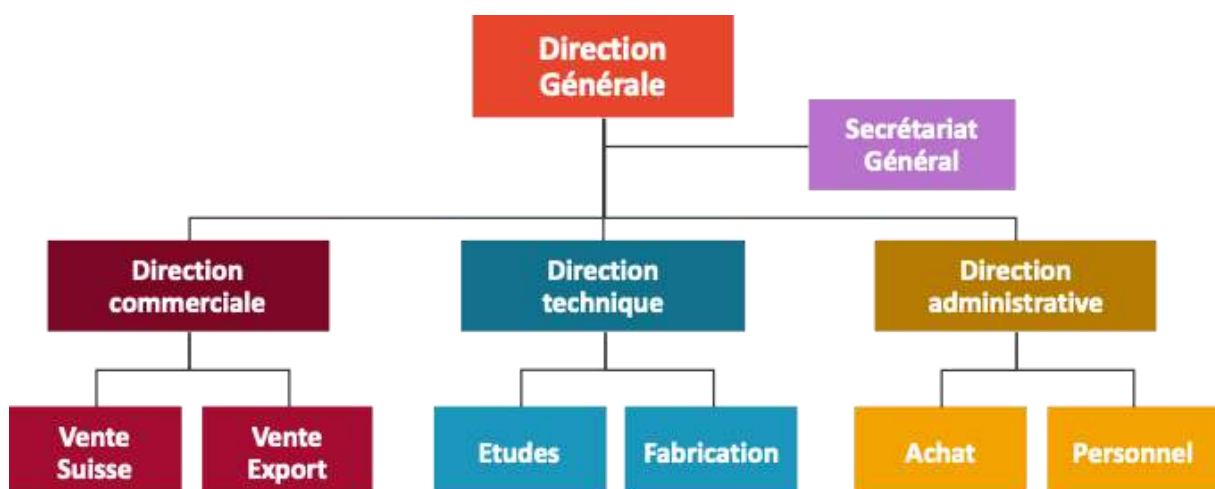 Direction
Générale
Secrétariat
Général
Direction
commerciale
Direction
technique
Direction
administrative
Vente
Suisse
Vente
Export
Etudes
Fabrication
Achat
Personnel